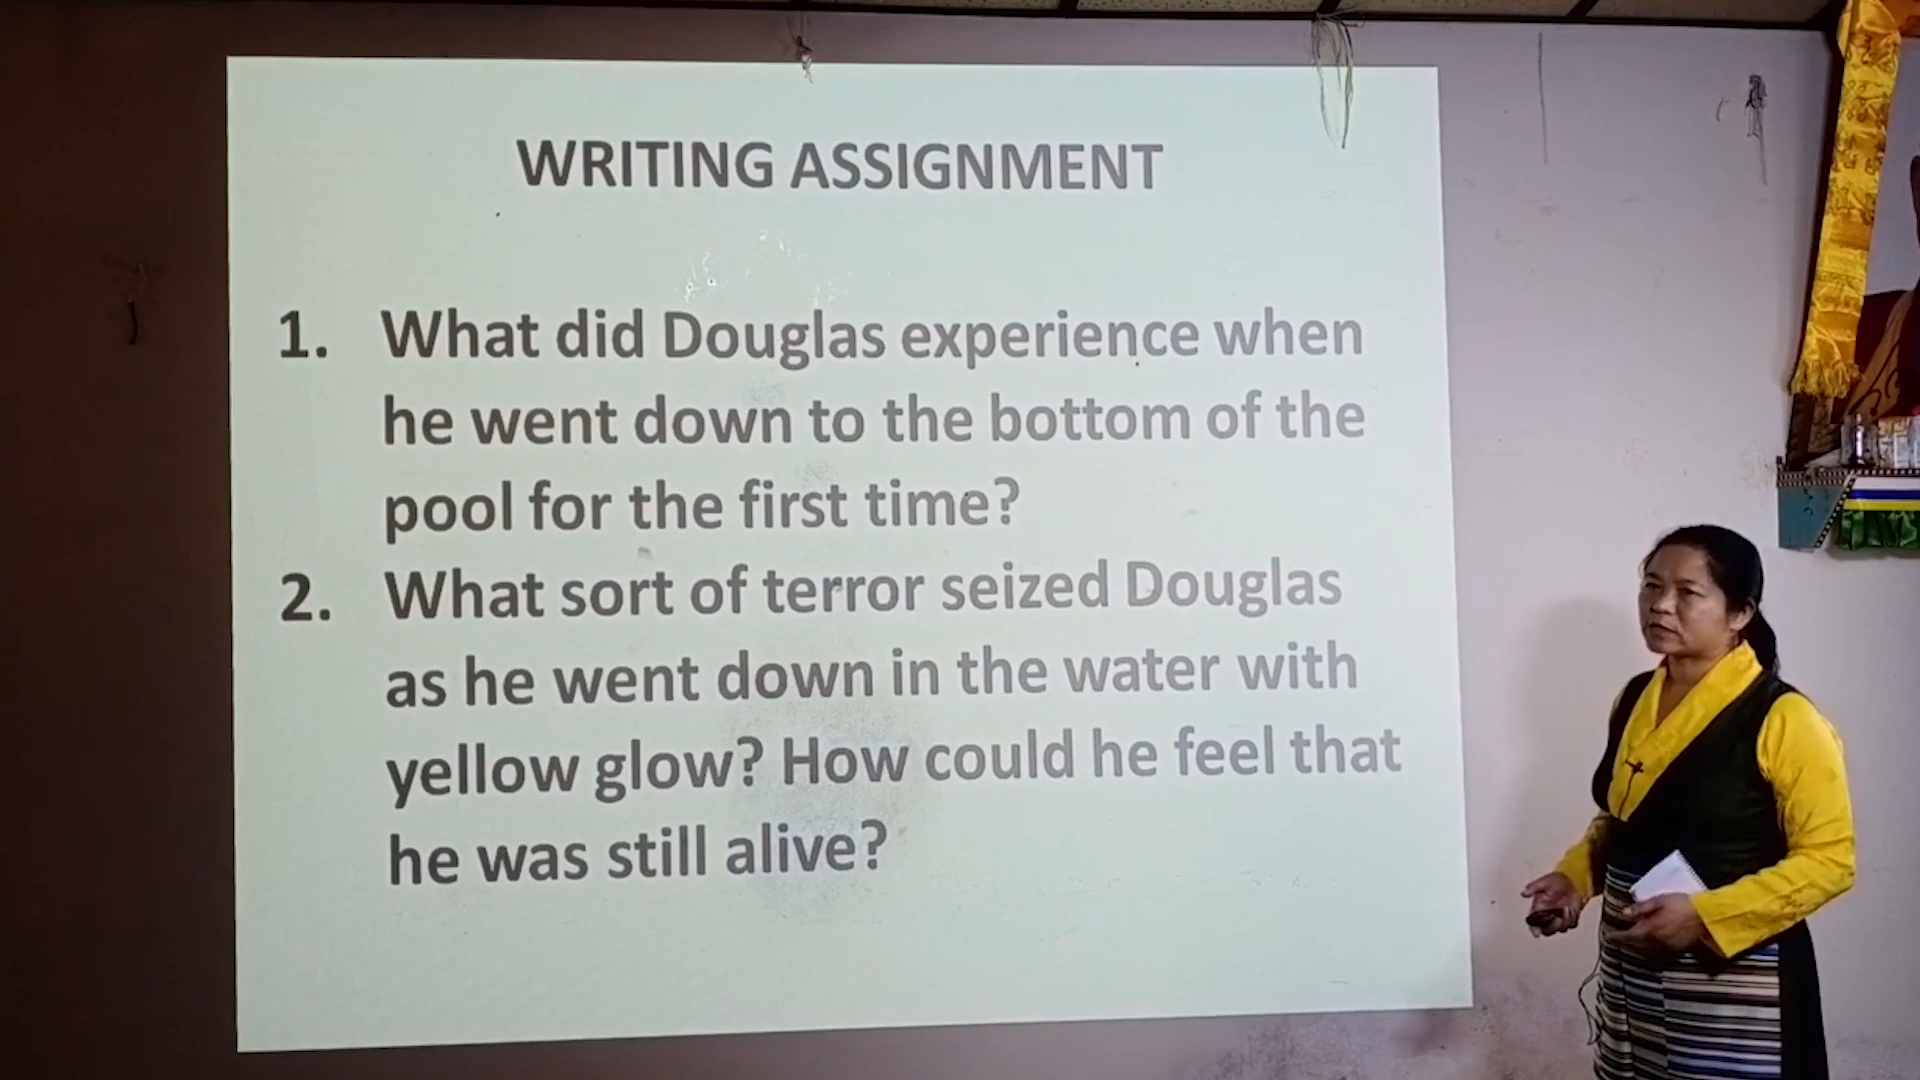 WRITING ASSIGNMENT
1. What did Douglas experience when
he went down to the bottom of the
pool for the first time?
2. What sort of terror seized Douglas
as he went down in the water with
yellow glow? How could he feel that
he was still alive?